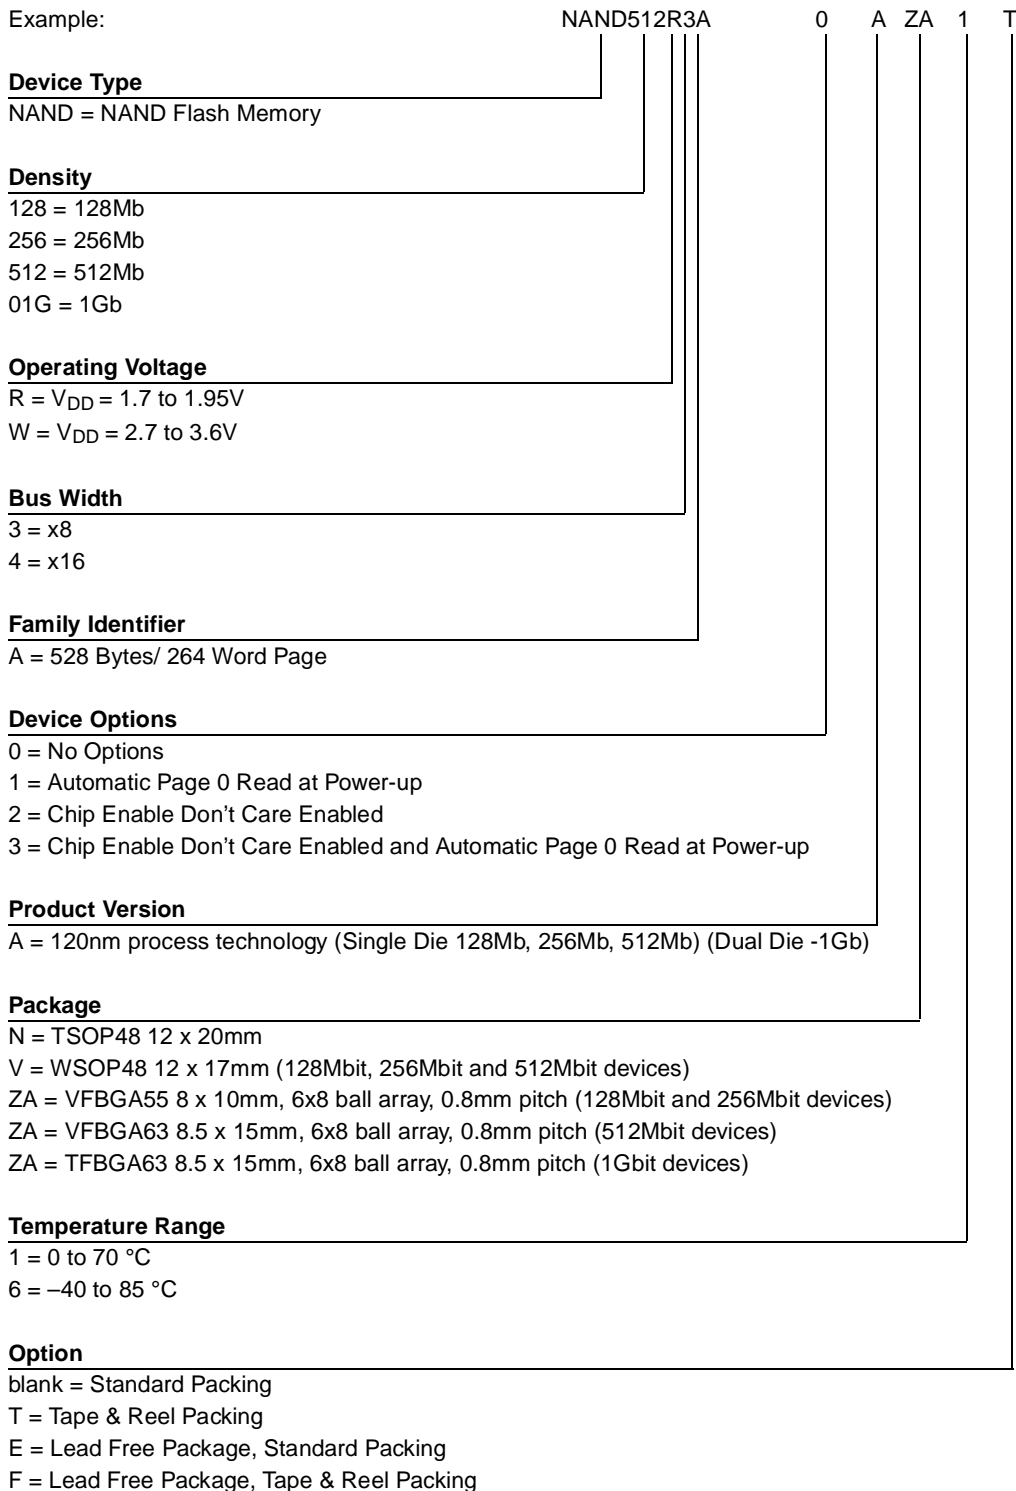 Example: NAND512R3A 0 A ZA 1 T
Device Type
NAND = NAND Flash Memory
Density
128 = 128Mb
256 = 256Mb
512 = 512Mb
01G = 1Gb
Operating Voltage
R = VDD = 1.7 to 1.95V
W = VDD = 2.7 to 3.6V
Bus Width
3 = x8
4 = x16
Family Identifier
A = 528 Bytes/ 264 Word Page
Device Options
0 = No Options
1 = Automatic Page 0 Read at Power-up
2 = Chip Enable Don’t Care Enabled
3 = Chip Enable Don’t Care Enabled and Automatic Page 0 Read at Power-up
Product Version
A = 120nm process technology (Single Die 128Mb, 256Mb, 512Mb) (Dual Die -1Gb)
Package
N = TSOP48 12 x 20mm
V = WSOP48 12 x 17mm (128Mbit, 256Mbit and 512Mbit devices)
ZA = VFBGA55 8 x 10mm, 6x8 ball array, 0.8mm pitch (128Mbit and 256Mbit devices)
ZA = VFBGA63 8.5 x 15mm, 6x8 ball array, 0.8mm pitch (512Mbit devices)
ZA = TFBGA63 8.5 x 15mm, 6x8 ball array, 0.8mm pitch (1Gbit devices)
Temperature Range
1 = 0 to 70 °C
6 = –40 to 85 °C
Option
blank = Standard Packing
T = Tape & Reel Packing
E = Lead Free Package, Standard Packing
F = Lead Free Package, Tape & Reel Packing